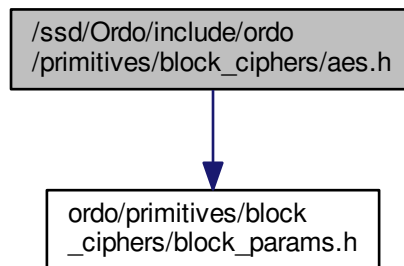 /ssd/Ordo/include/ordo
/primitives/block_ciphers/aes.h
ordo/primitives/block
_ciphers/block_params.h